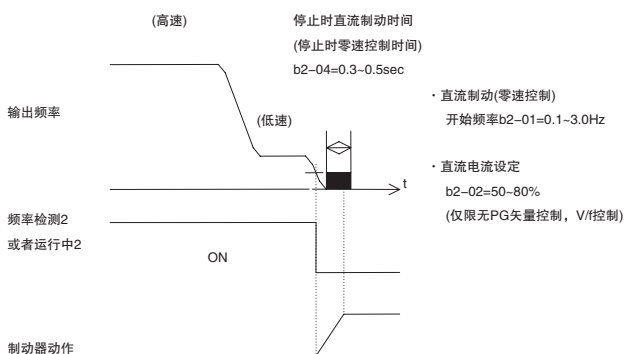 (高速)
停止时直流制动时间
(停止时零速控制时间)
b2-04=0.3~0.5sec
输出频率
(低速)
・直流制动(零速控制)
开始频率b2-01=0.1~3.0Hz
t
・直流电流设定
b2-02=50~80%
(仅限无PG矢量控制，V/f控制)
频率检测2
或者运行中2
ON
制动器动作